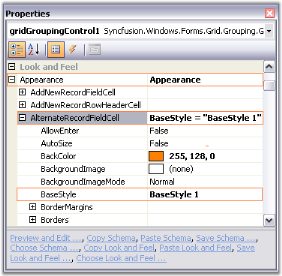 Properties
gridGroupingControl1 Syncfusion.Windows.Forms.Grid.Grouping.G
Look and Feel
Appearance Appearance
AddNewRecordFieldCell
AddNewRecordRowHeaderCell
AlternateRecordFieldCell BaseStyle = "BaseStyle 1"
AllowEnter False
AutoSize False
BackColor 255, 128, 0
BackgroundImage (none)
BackgroundImageMode Normal
BaseStyle BaseStyle 1
BorderMargins
Borders
Preview and Edit ..., Copy Schema, Paste Schema, Save Schema ...,
Choose Schema ..., Copy Look and Feel, Paste Look and Feel, Save
Look and Feel ..., Choose Look and Feel ...